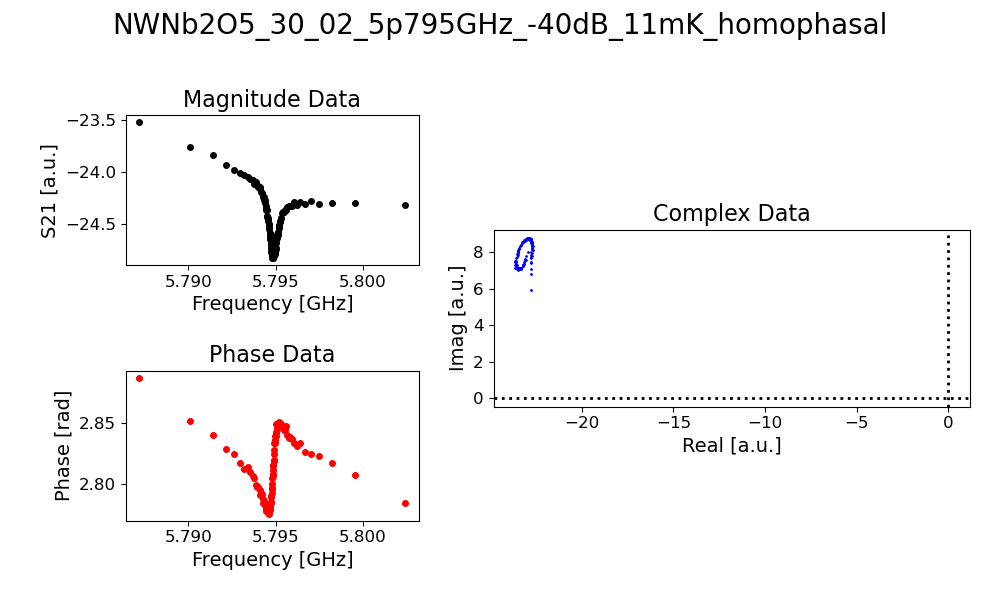 NWNb2O5_30_02_5p795GHz_-40dB_11mK_homophasal
Magnitude Data
S21 [a.u.]
−23.5
−24.0
−24.5
5.790 5.795 5.800
Frequency [GHz]
Phase Data
Phase [rad]
2.85
2.80
5.790 5.795 5.800
Frequency [GHz]
Complex Data
Imag [a.u.]
8
6
4
2
0
−20 −15 −10 −5 0
Real [a.u.]